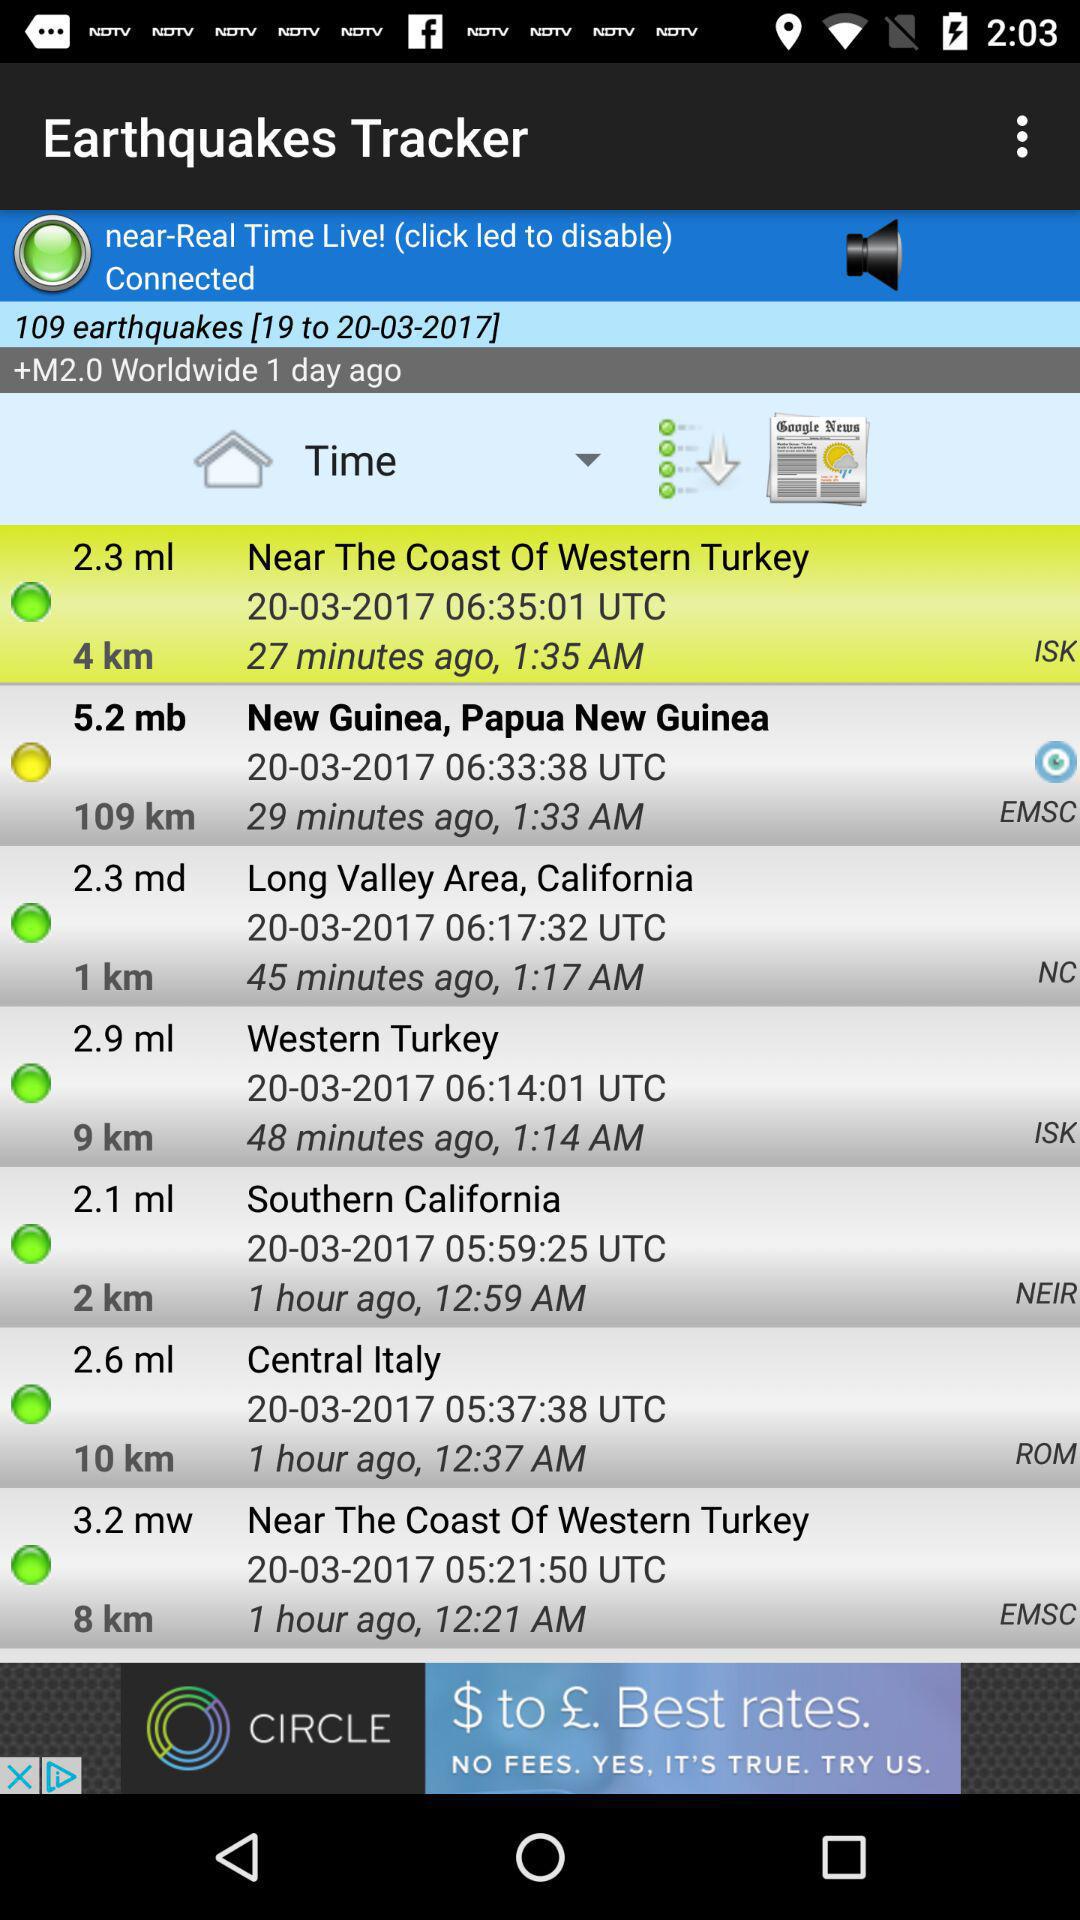 NDTV NDTV NDTV NDTV NDTV NDTV NDTV NDTV NDTV 2:03
Earthquakes Tracker
near-Real Time Live! (click led to disable)
Connected
109 earthquakes [19 to 20-03-2017]
+M2.0 Worldwide 1 day ago
Time
Google News
2.3 ml Near The Coast Of Western Turkey
20-03-2017 06:35:01 UTC
4 km 27 minutes ago, 1:35 AM ISK
5.2 mb New Guinea, Papua New Guinea
20-03-2017 06:33:38 UTC
109 km 29 minutes ago, 1:33 AM EMSC
2.3 md Long Valley Area, California
20-03-2017 06:17:32 UTC
1 km 45 minutes ago, 1:17 AM NC
2.9 ml Western Turkey
20-03-2017 06:14:01 UTC
9 km 48 minutes ago, 1:14 AM ISK
2.1 ml Southern California
20-03-2017 05:59:25 UTC
2 km 1 hour ago, 12:59 AM NEIR
2.6 ml Central Italy
20-03-2017 05:37:38 UTC
10 km 1 hour ago, 12:37 AM ROM
3.2 mw Near The Coast Of Western Turkey
20-03-2017 05:21:50 UTC
8 km 1 hour ago, 12:21 AM EMSC
CIRCLE
$ to £. Best rates.
NO FEES. YES, IT'S TRUE. TRY US.